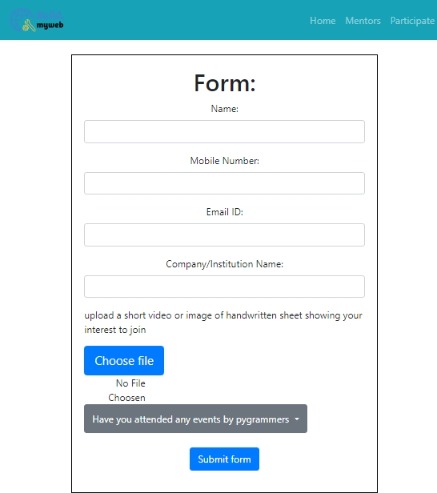 myweb
Home Mentors Participate
Form:
Name:
Mobile Number:
Email ID:
Company/Institution Name:
upload a short video or image of handwritten sheet showing your
interest to join
Choose file
No File
Choosen
Have you attended any events by pygrammers
Submit form